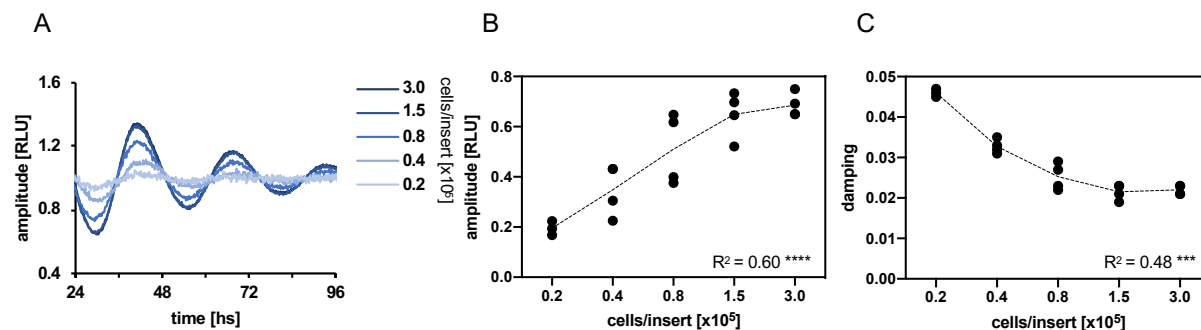 A
amplitude [RLU]
1.6
1.2
0.8
0.4
24
48
72
96
time [hs]
3.0
1.5
0.8
0.4
0.2
cells/insert [x10⁵]
B
amplitude [RLU]
0.8
0.6
0.4
0.2
0.0
R² = 0.60 ****
0.2
0.4
0.8
1.5
3.0
cells/insert [x10⁵]
C
damping
0.05
0.04
0.03
0.02
0.01
0.00
R² = 0.48 ***
0.2
0.4
0.8
1.5
3.0
cells/insert [x10⁵]